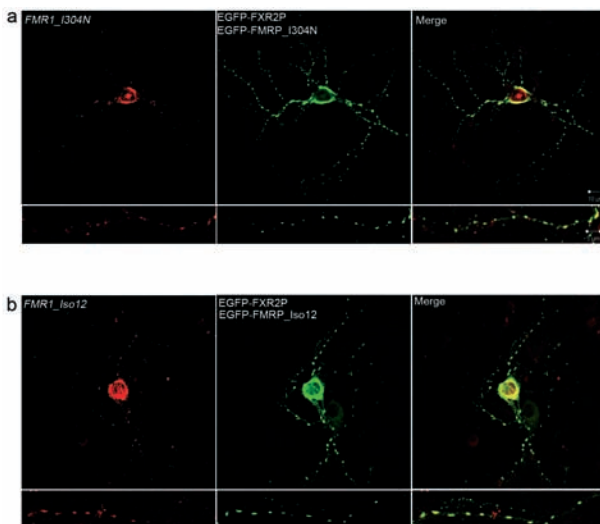 a
FMR1_I304N
EGFP-FXR2P
EGFP-FMRP_I304N
Merge
b
FMR1_Iso12
EGFP-FXR2P
EGFP-FMRP_Iso12
Merge